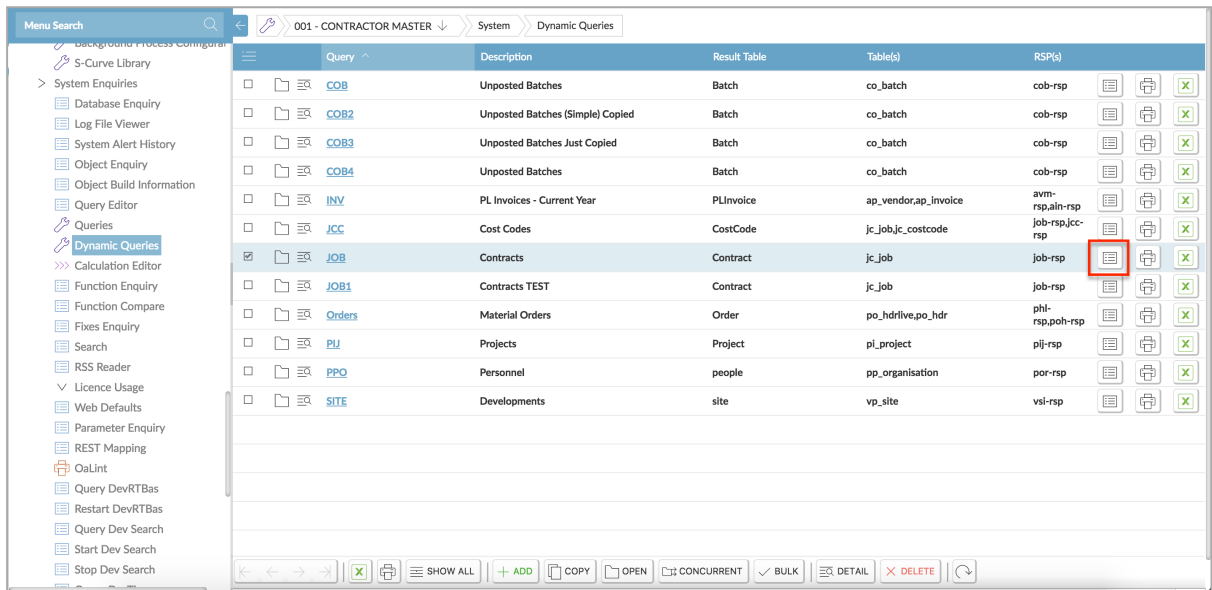 Menu Search
001 - CONTRACTOR MASTER
System
Dynamic Queries
Background Process Configurat
S-Curve Library
System Enquiries
Database Enquiry
Log File Viewer
System Alert History
Object Enquiry
Object Build Information
Query Editor
Queries
Dynamic Queries
Calculation Editor
Function Enquiry
Function Compare
Fixes Enquiry
Search
RSS Reader
Licence Usage
Web Defaults
Parameter Enquiry
REST Mapping
OaLint
Query DevRTBas
Restart DevRTBas
Query Dev Search
Start Dev Search
Stop Dev Search
Query Description Result Table Table(s) RSP(s)
COB Unposted Batches Batch co_batch cob-rsp
COB2 Unposted Batches (Simple) Copied Batch co_batch cob-rsp
COB3 Unposted Batches Just Copied Batch co_batch cob-rsp
COB4 Unposted Batches Batch co_batch cob-rsp
INV PL Invoices - Current Year PLInvoice ap_vendor,ap_invoice avm-
rsp,ain-rsp
JCC Cost Codes CostCode jc_job,jc_costcode job-rsp,jcc-
rsp
JOB Contracts Contract jc_job job-rsp
JOB1 Contracts TEST Contract jc_job job-rsp
Orders Material Orders Order po_hdrlive,po_hdr phl-
rsp,poh-rsp
PIJ Projects Project pi_project pij-rsp
PPO Personnel people pp_organisation por-rsp
SITE Developments site vp_site vsi-rsp
X SHOW ALL + ADD COPY OPEN CONCURRENT BULK DETAIL DELETE